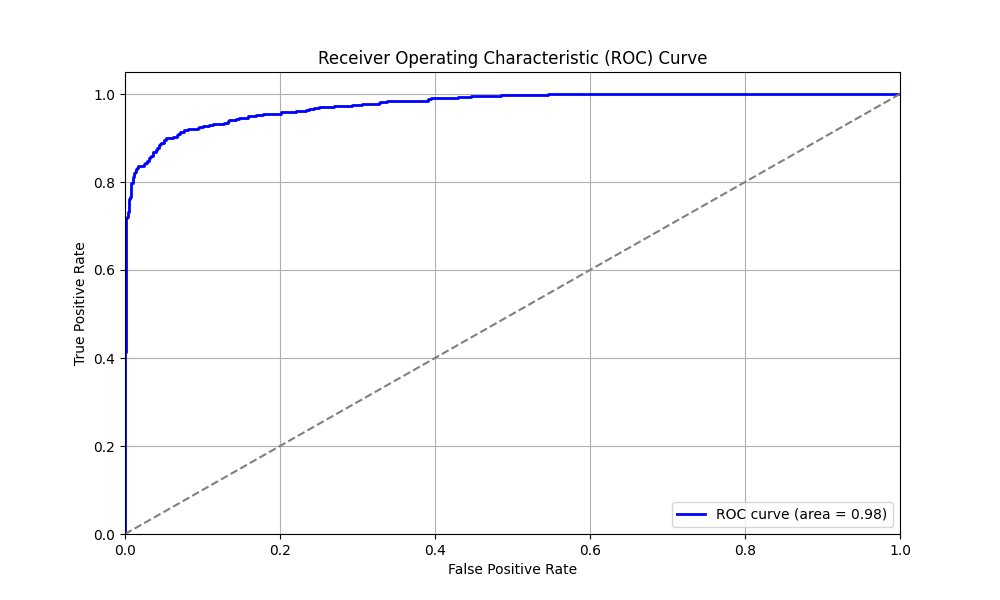 Receiver Operating Characteristic (ROC) Curve
1.0
0.8
0.6
0.4
0.2
0.0
True Positive Rate
0.0 0.2 0.4 0.6 0.8 1.0
False Positive Rate
ROC curve (area = 0.98)